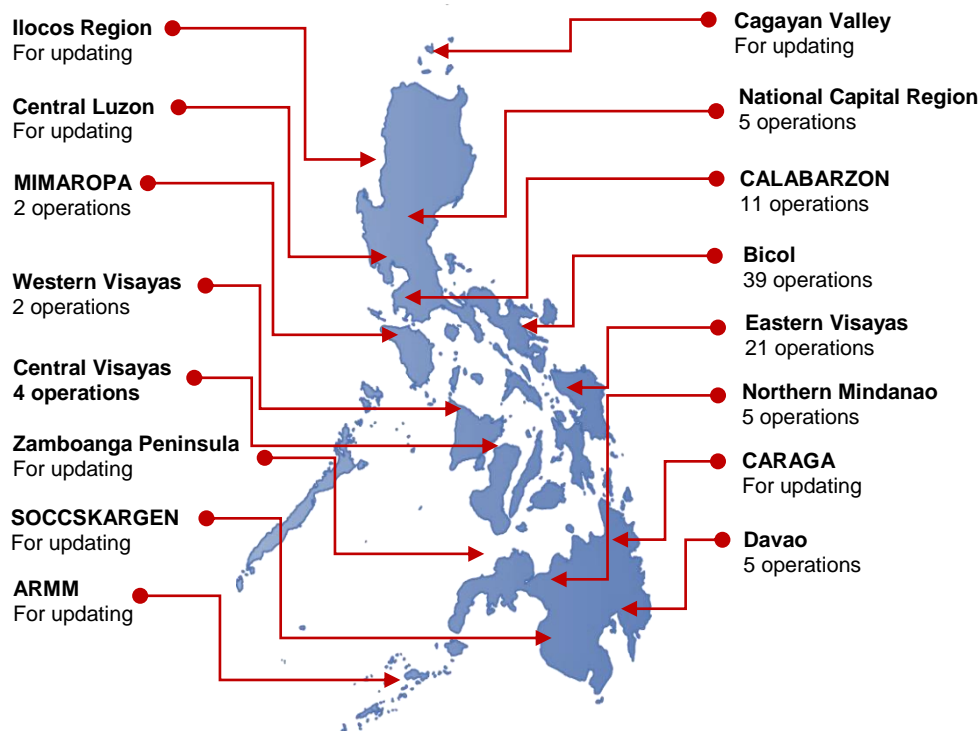 Ilocos Region
For updating
Central Luzon
For updating
MIMAROPA
2 operations
Western Visayas
2 operations
Central Visayas
4 operations
Zamboanga Peninsula
For updating
SOCCSKARGEN
For updating
ARMM
For updating
Cagayan Valley
For updating
National Capital Region
5 operations
CALABARZON
11 operations
Bicol
39 operations
Eastern Visayas
21 operations
Northern Mindanao
5 operations
CARAGA
For updating
Davao
5 operations